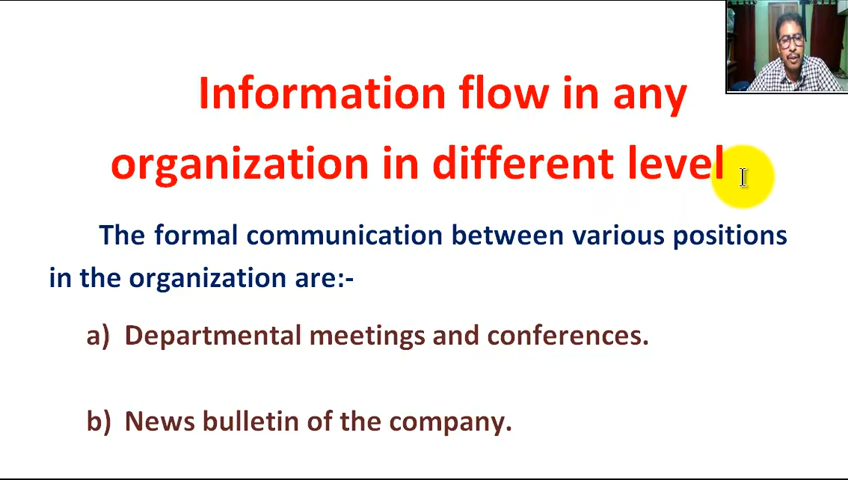 Information flow in any
organization in different level
The formal communication between various positions
in the organization are:-
a) Departmental meetings and conferences.
b) News bulletin of the company.